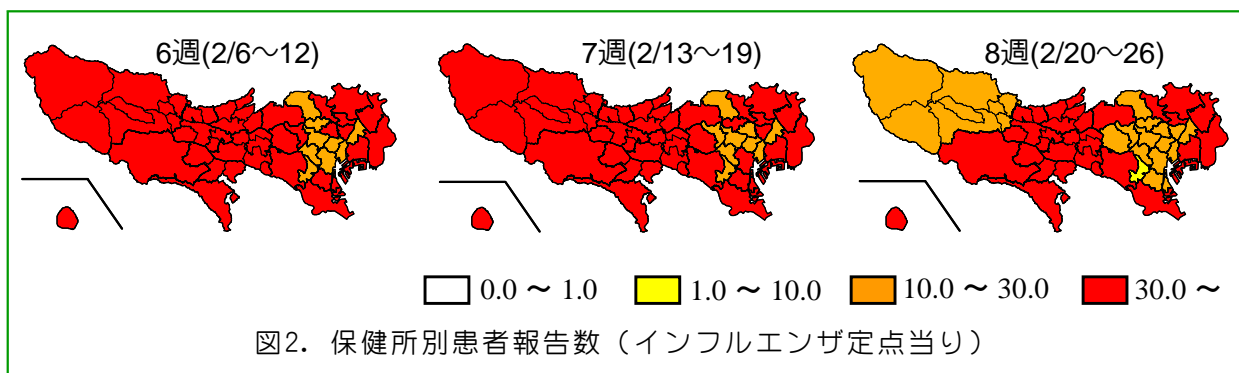 6週(2/6～12)
7週(2/13～19)
8週(2/20～26)
0.0 ～ 1.0
1.0 ～ 10.0
10.0 ～ 30.0
30.0 ～
図2. 保健所別患者報告数（インフルエンザ定点当り）